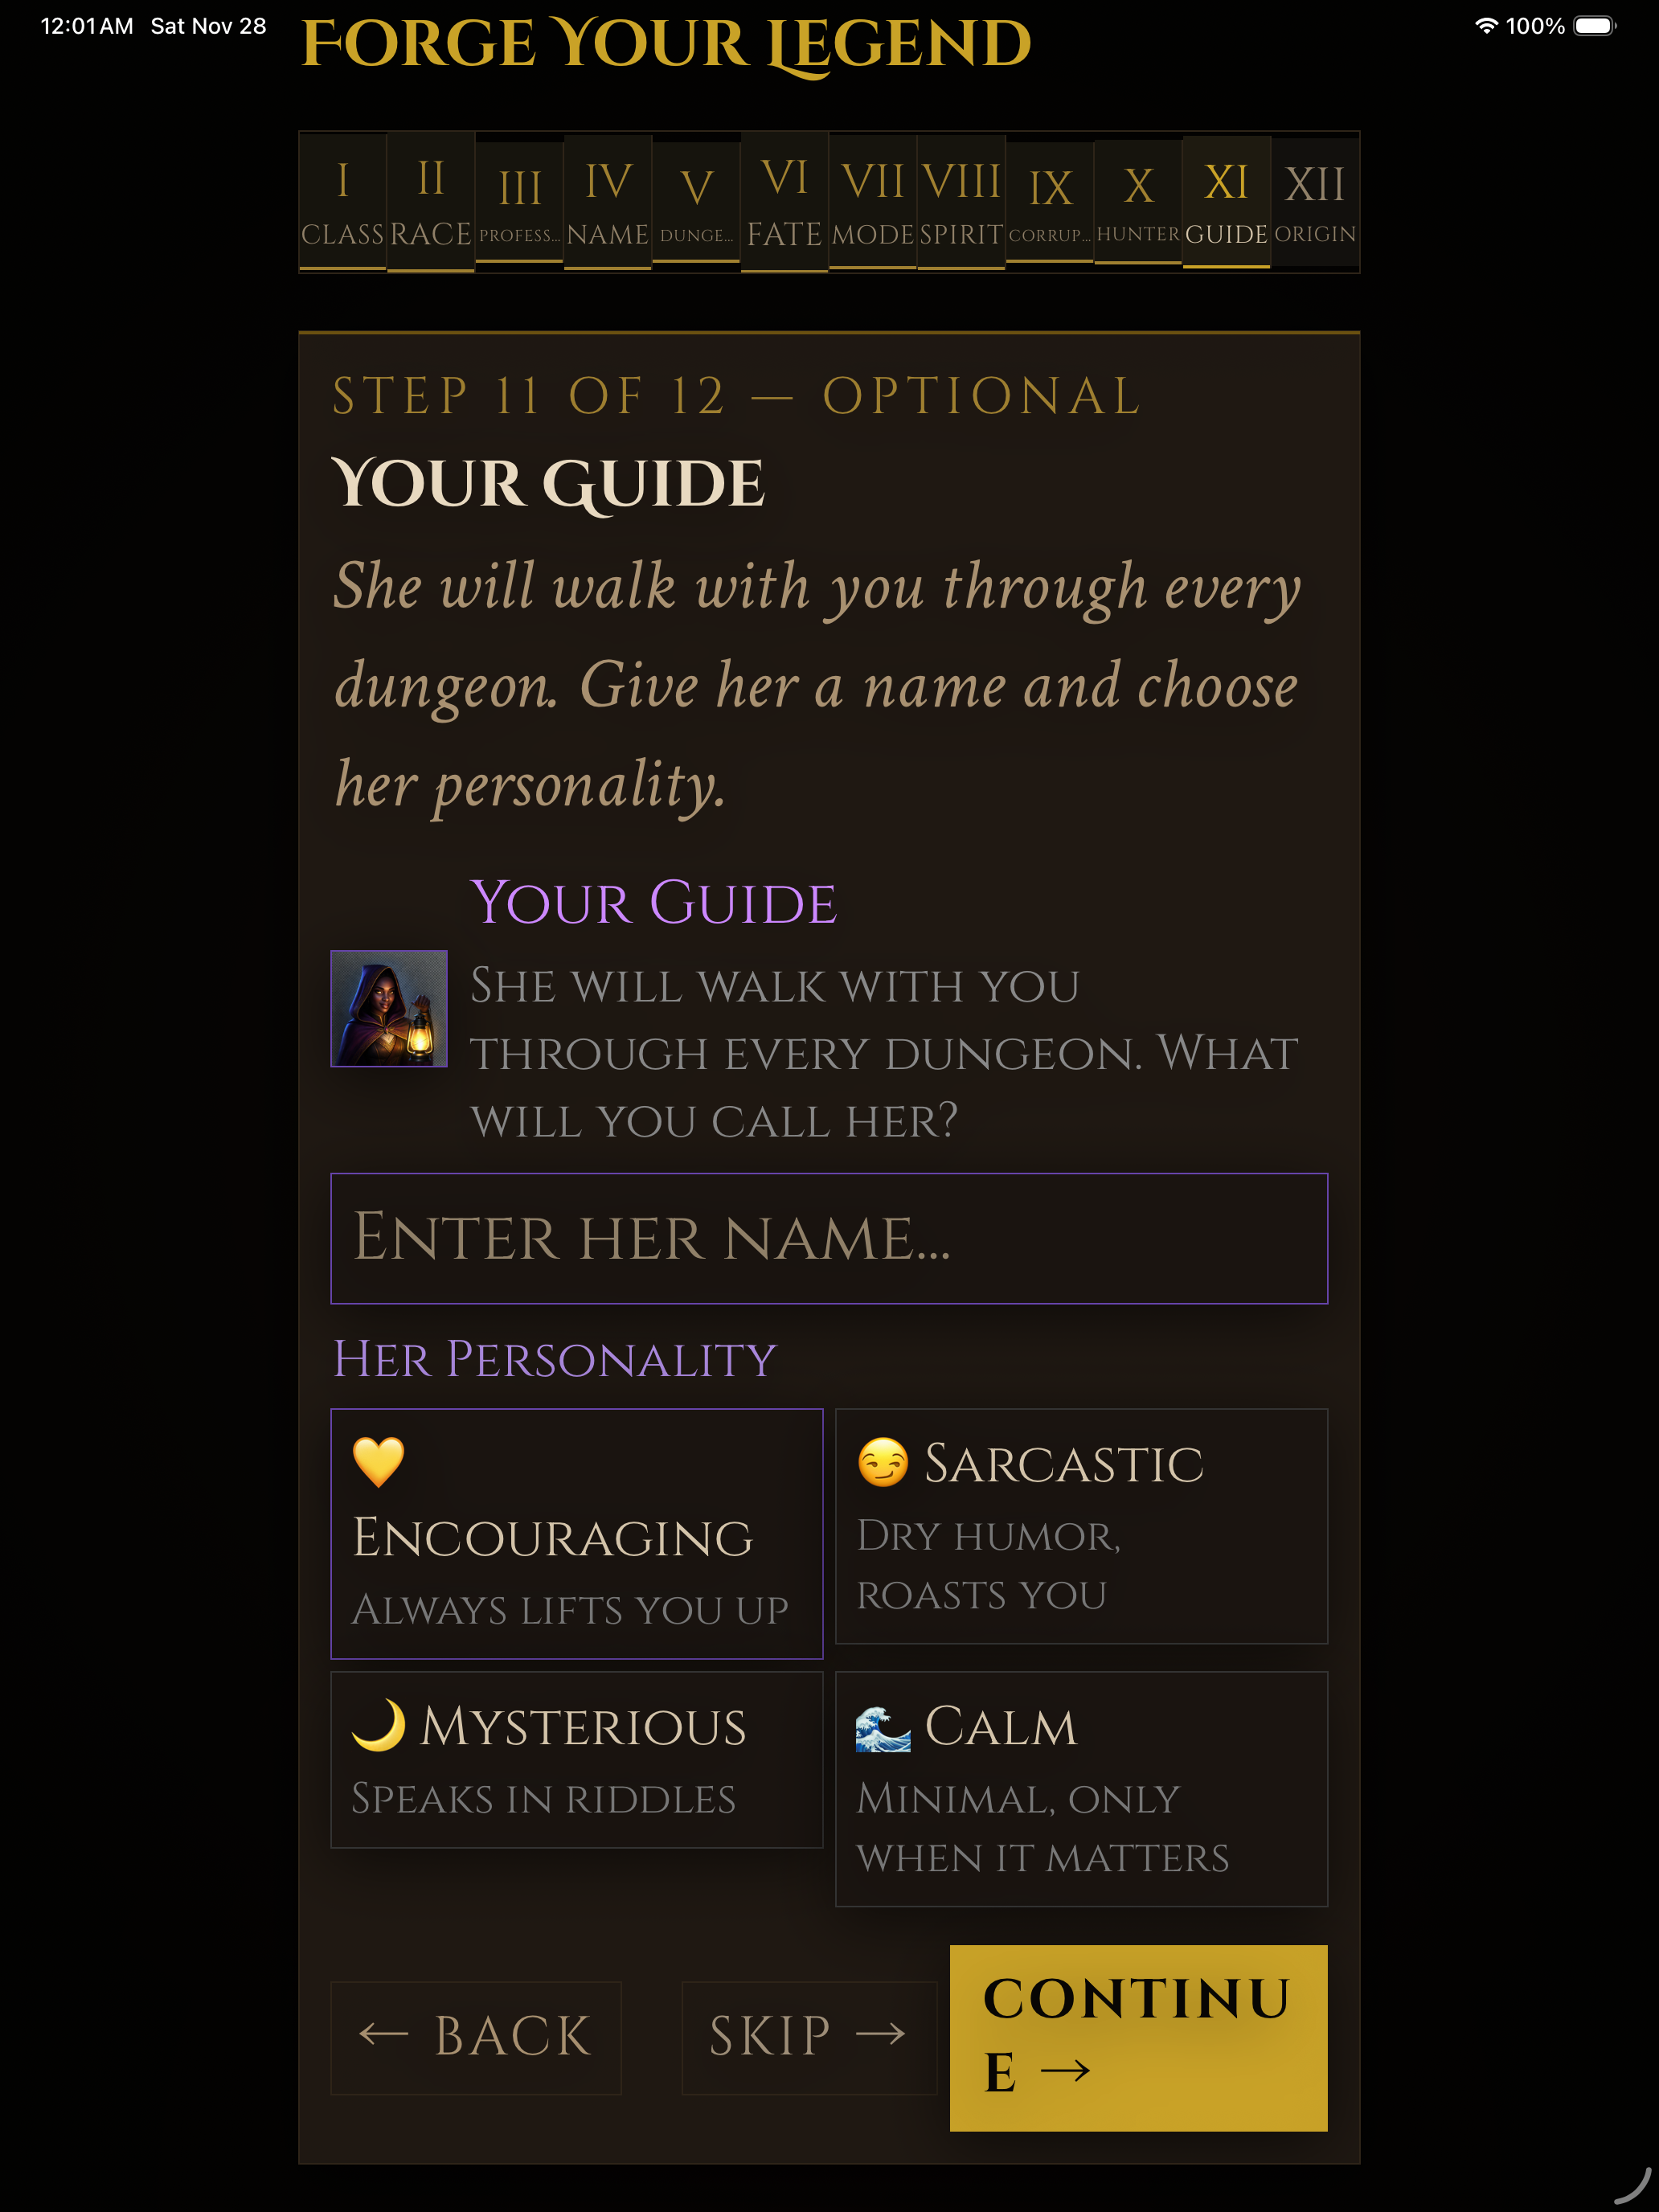 12:01 AM Sat Nov 28
100%
Forge Your Legend
I II III IV V VI VII VIII IX X XI XII
CLASS RACE PROFESS... NAME DUNGE... FATE MODE SPIRIT CORRUP... HUNTER GUIDE ORIGIN
STEP 11 OF 12 — OPTIONAL
Your Guide
She will walk with you through every
dungeon. Give her a name and choose
her personality.
Your Guide
She will walk with you
through every dungeon. What
will you call her?
Enter her name...
Her Personality
💛
Encouraging
Always lifts you up
😏 Sarcastic
Dry humor,
roasts you
🌙 Mysterious
Speaks in riddles
🌊 Calm
Minimal, only
when it matters
← BACK
SKIP →
CONTINU
E →